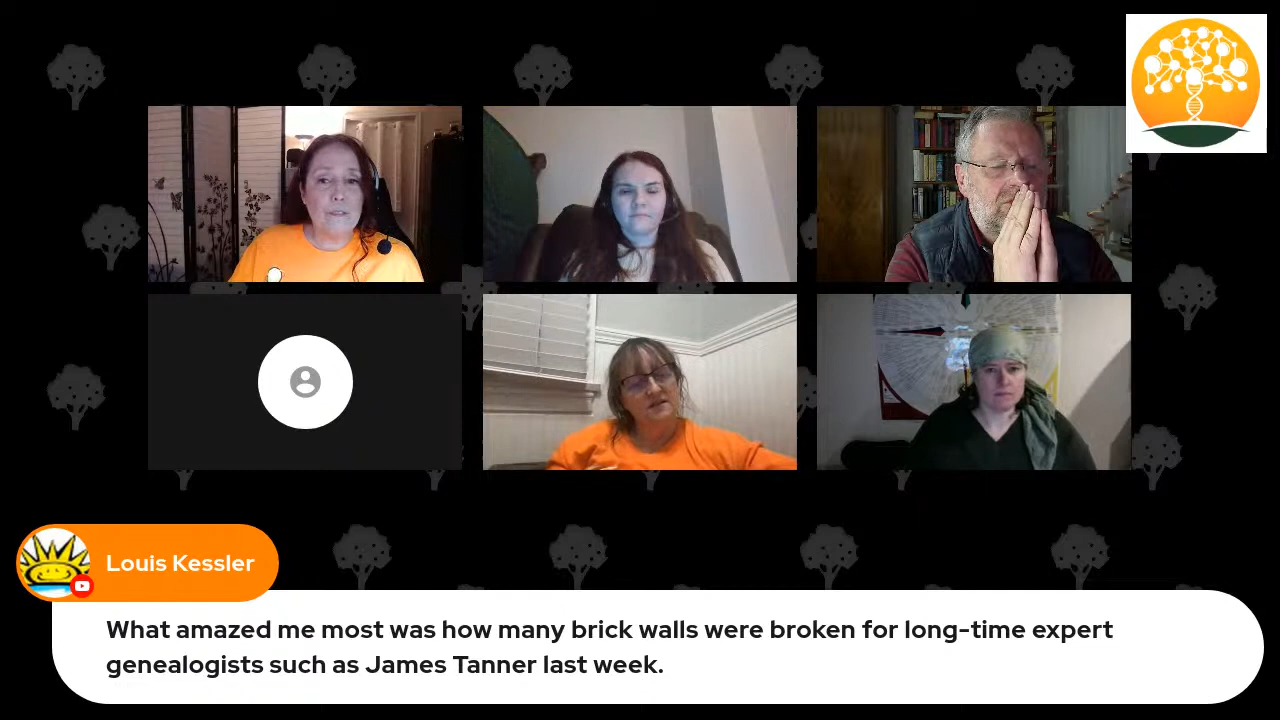 Louis Kessler
What amazed me most was how many brick walls were broken for long-time expert
genealogists such as James Tanner last week.